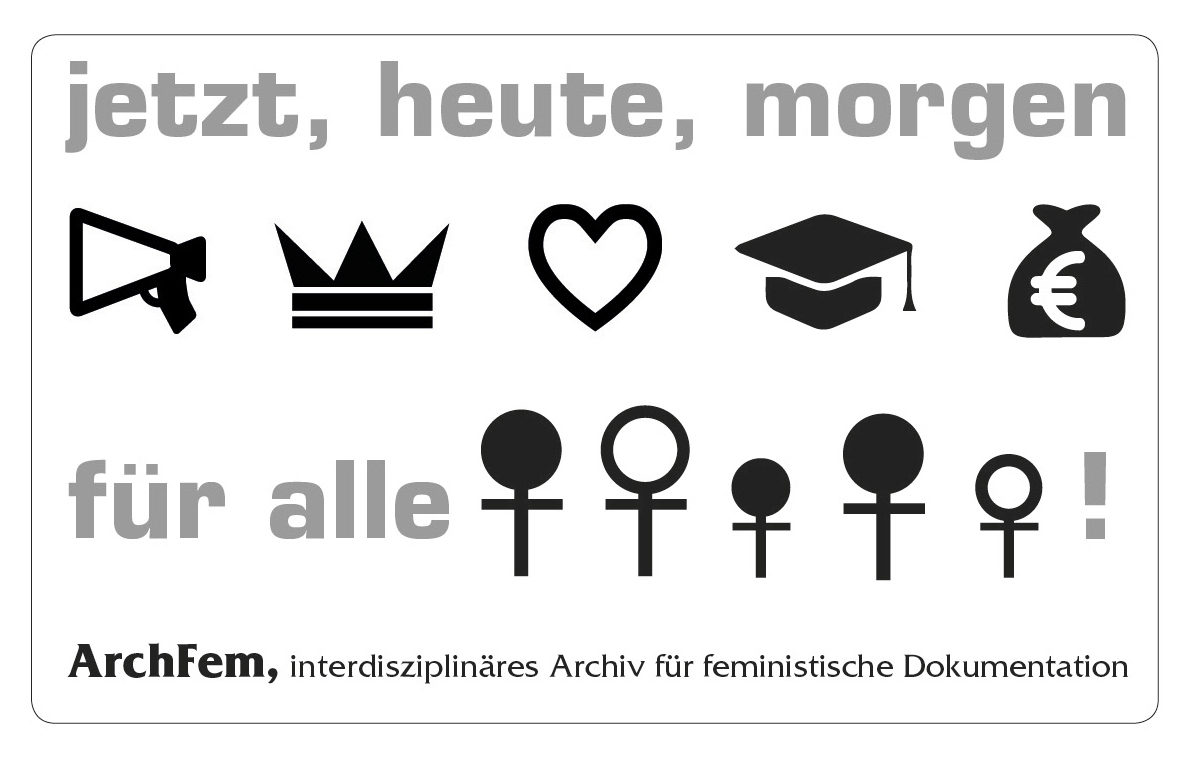 jetzt, heute, morgen
€
für alle !
ArchFem, interdisziplinäres Archiv für feministische Dokumentation